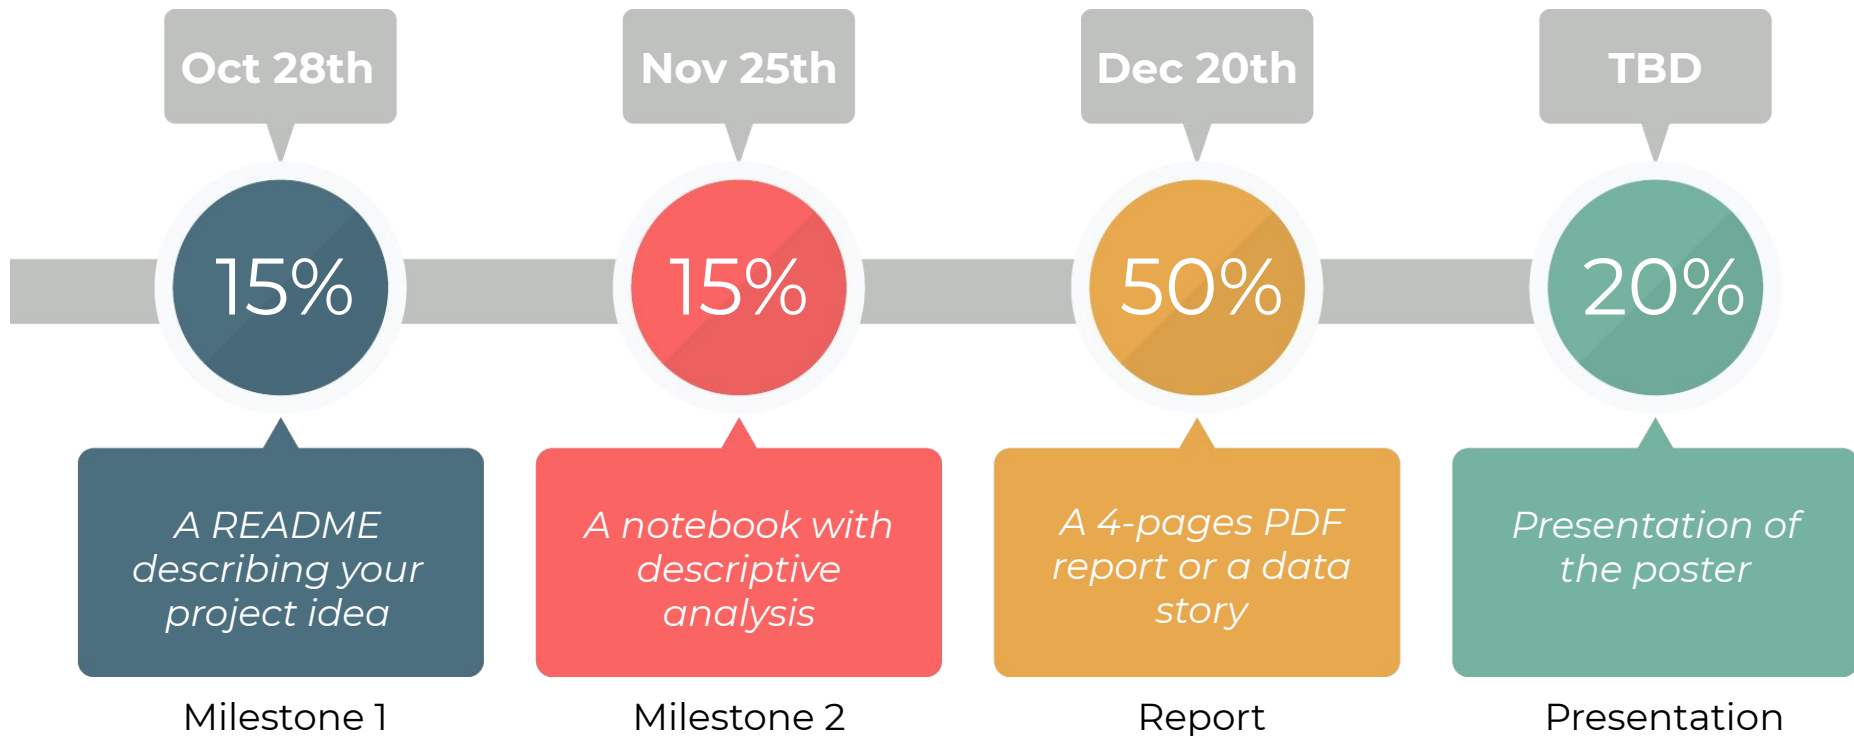 Oct 28th
Nov 25th
Dec 20th
TBD
15%
15%
50%
20%
A README
describing your
project idea
A notebook with
descriptive
analysis
A 4-pages PDF
report or a data
story
Presentation of
the poster
Milestone 1
Milestone 2
Report
Presentation